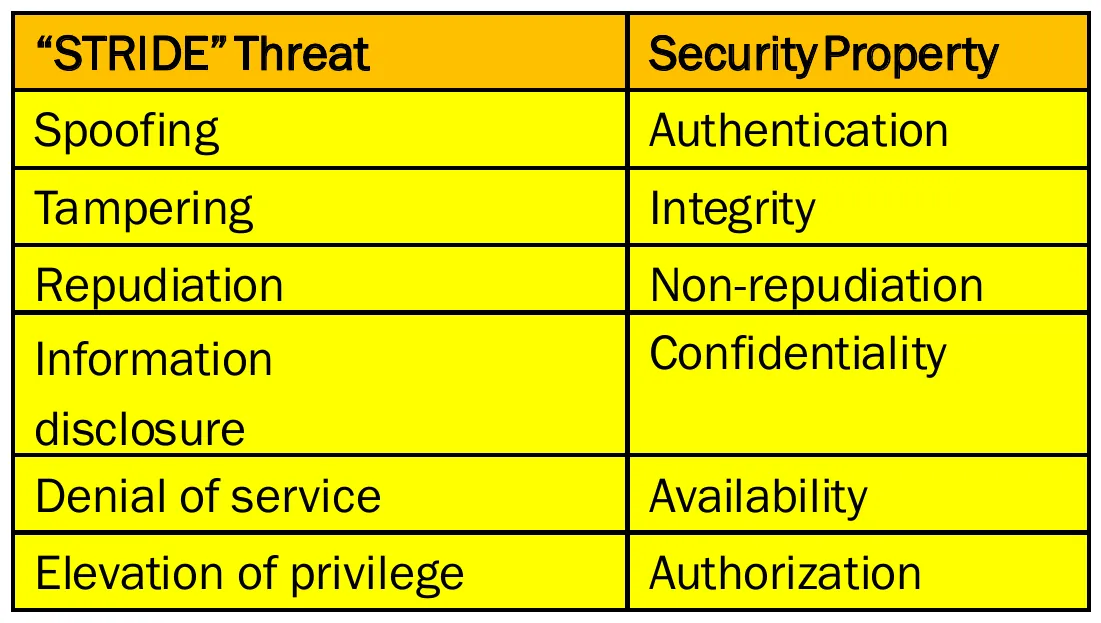 “STRIDE” Threat Security Property
Spoofing Authentication
Tampering Integrity
Repudiation Non-repudiation
Information Confidentiality
disclosure
Denial of service Availability
Elevation of privilege Authorization